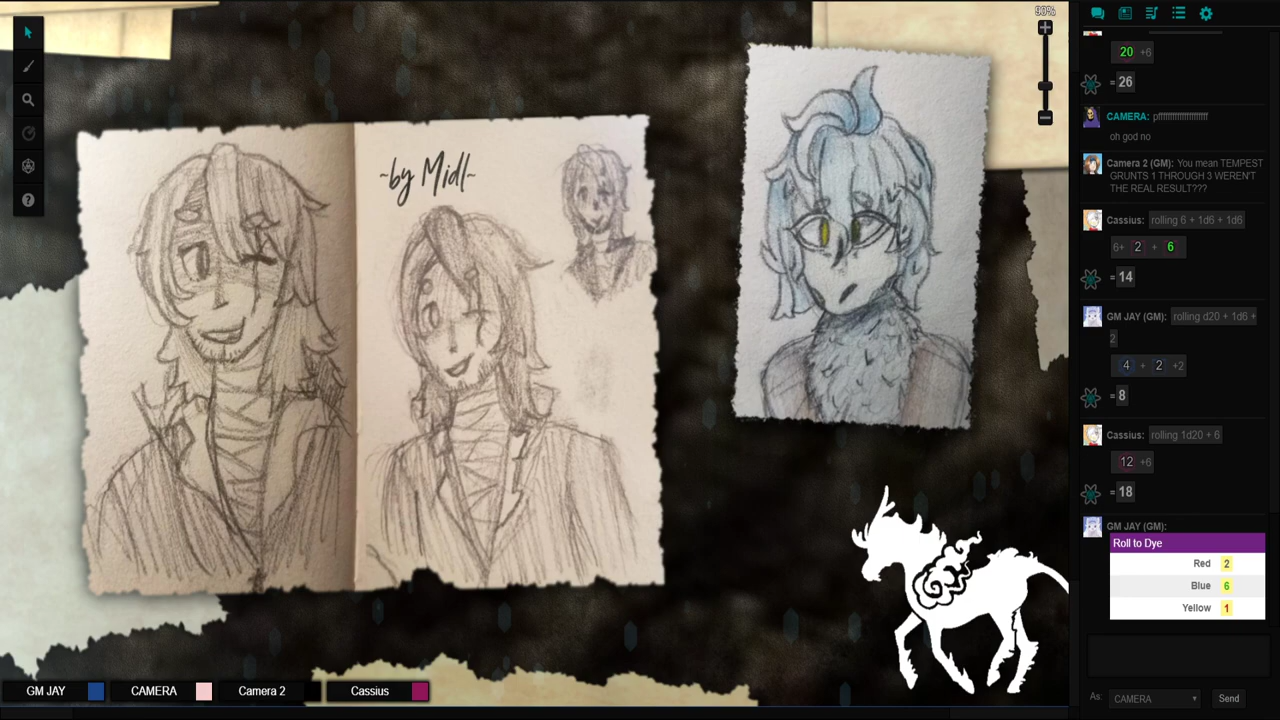 90%
~by Midl~
20 +6
= 26
CAMERA: pffffffffffffffffffffff
oh god no
Camera 2 (GM): You mean TEMPEST
GRUNTS 1 THROUGH 3 WEREN'T
THE REAL RESULT???
Cassius: rolling 6 + 1d6 + 1d6
6+ 2 + 6
= 14
GM JAY (GM): rolling d20 + 1d6 +
2
4 + 2 +2
= 8
Cassius: rolling 1d20 + 6
12 +6
= 18
GM JAY (GM):
Roll to Dye
Red 2
Blue 6
Yellow 1
GM JAY
CAMERA
Camera 2
Cassius
As: CAMERA
Send